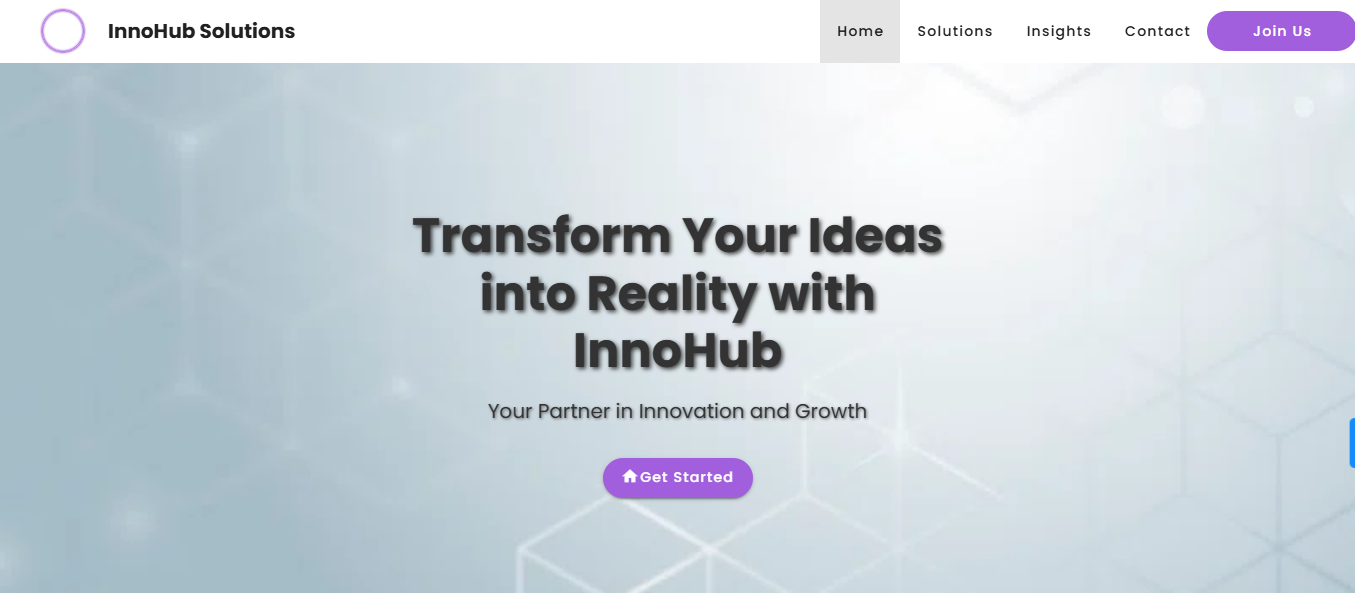 InnoHub Solutions
Home
Solutions
Insights
Contact
Join Us
Transform Your Ideas
into Reality with
InnoHub
Your Partner in Innovation and Growth
Get Started